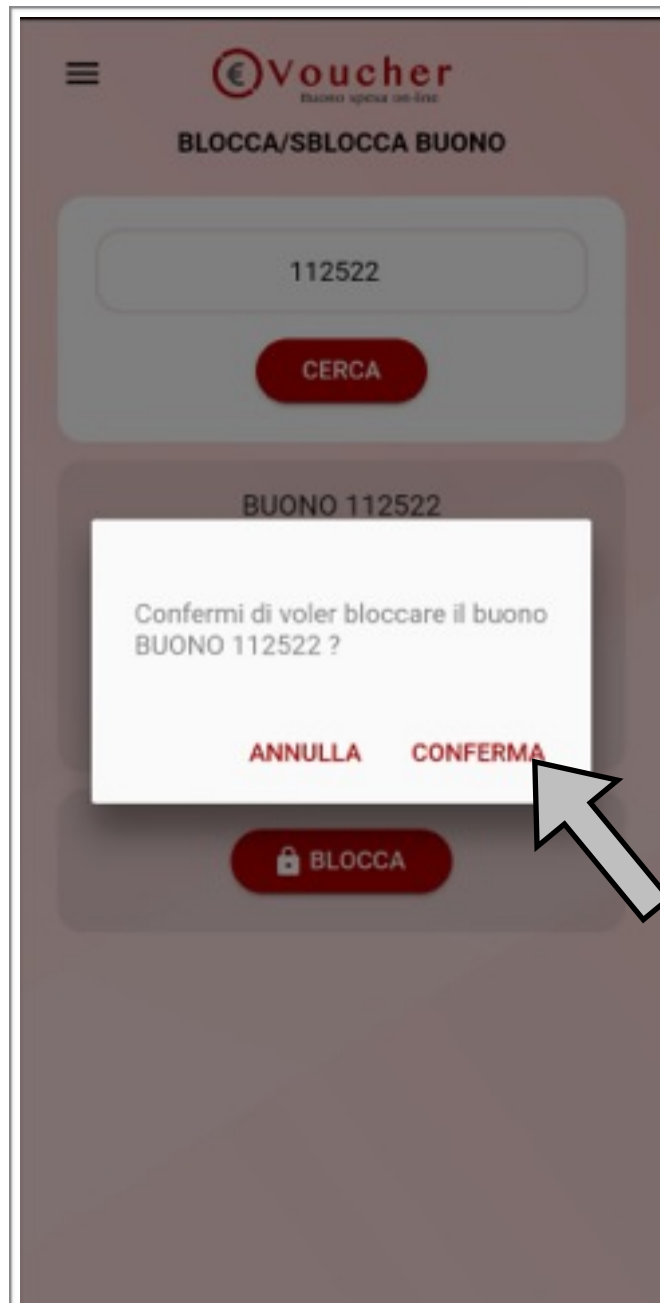 €Voucher
Buono spesa on-line
BLOCCA/SBLOCCA BUONO
112522
CERCA
BUONO 112522
Confermi di voler bloccare il buono
BUONO 112522 ?
ANNULLA CONFERMA
BLOCCA